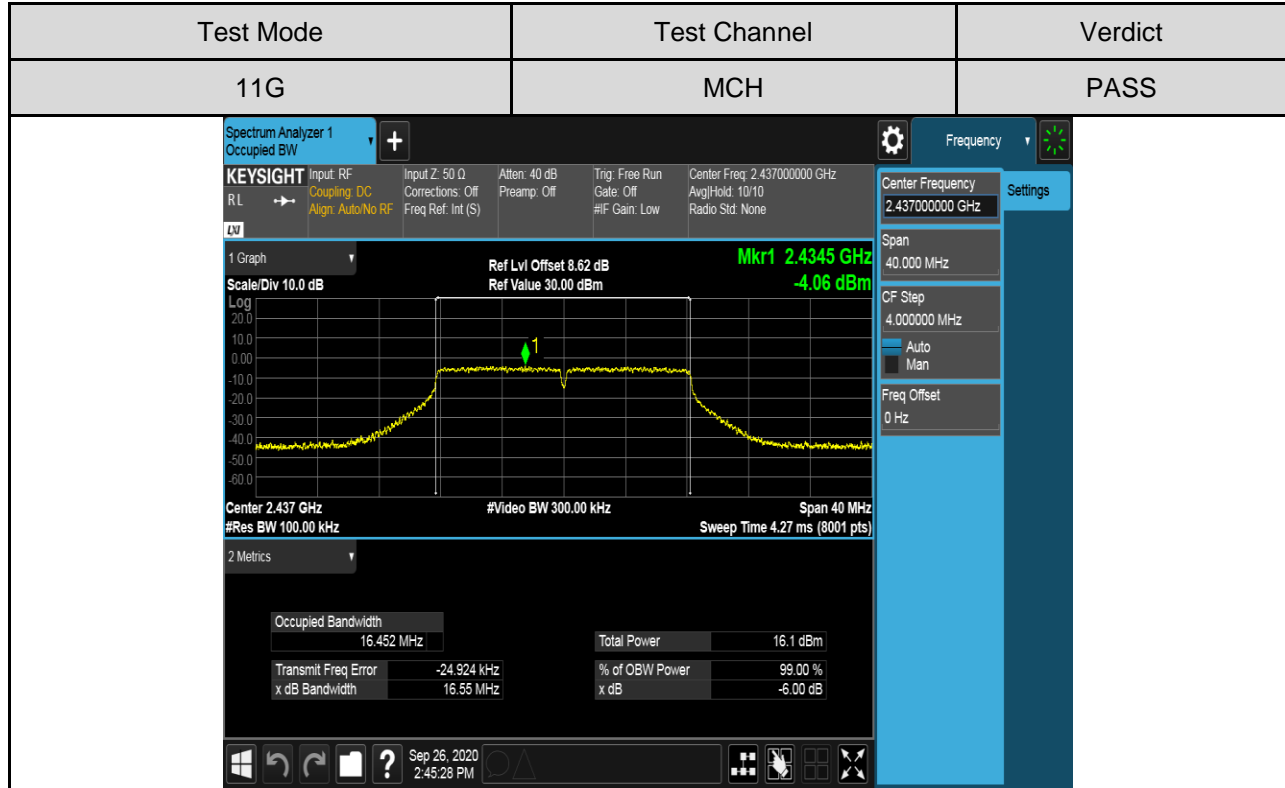 Test Mode Test Channel Verdict
11G MCH PASS
Spectrum Analyzer 1
Occupied BW
+
Frequency
KEYSIGHT Input: RF Input Z: 50 Ω Atten: 40 dB Trig: Free Run Center Freq: 2.437000000 GHz
RL Coupling: DC Corrections: Off Preamp: Off Gate: Off Avg|Hold: 10/10
Align: Auto/No RF Freq Ref: Int (S) #IF Gain: Low Radio Std: None
LXI
Center Frequency
2.437000000 GHz
Settings
Span
40.000 MHz
CF Step
4.000000 MHz
Auto
Man
Freq Offset
0 Hz
1 Graph Ref Lvl Offset 8.62 dB Mkr1 2.4345 GHz
Scale/Div 10.0 dB Ref Value 30.00 dBm -4.06 dBm
Log
20.0
10.0
1
0.00
-10.0
-20.0
-30.0
-40.0
-50.0
-60.0
Center 2.437 GHz #Video BW 300.00 kHz Span 40 MHz
#Res BW 100.00 kHz Sweep Time 4.27 ms (8001 pts)
2 Metrics
Occupied Bandwidth
16.452 MHz Total Power 16.1 dBm
Transmit Freq Error -24.924 kHz % of OBW Power 99.00 %
x dB Bandwidth 16.55 MHz x dB -6.00 dB
? Sep 26, 2020
2:45:28 PM